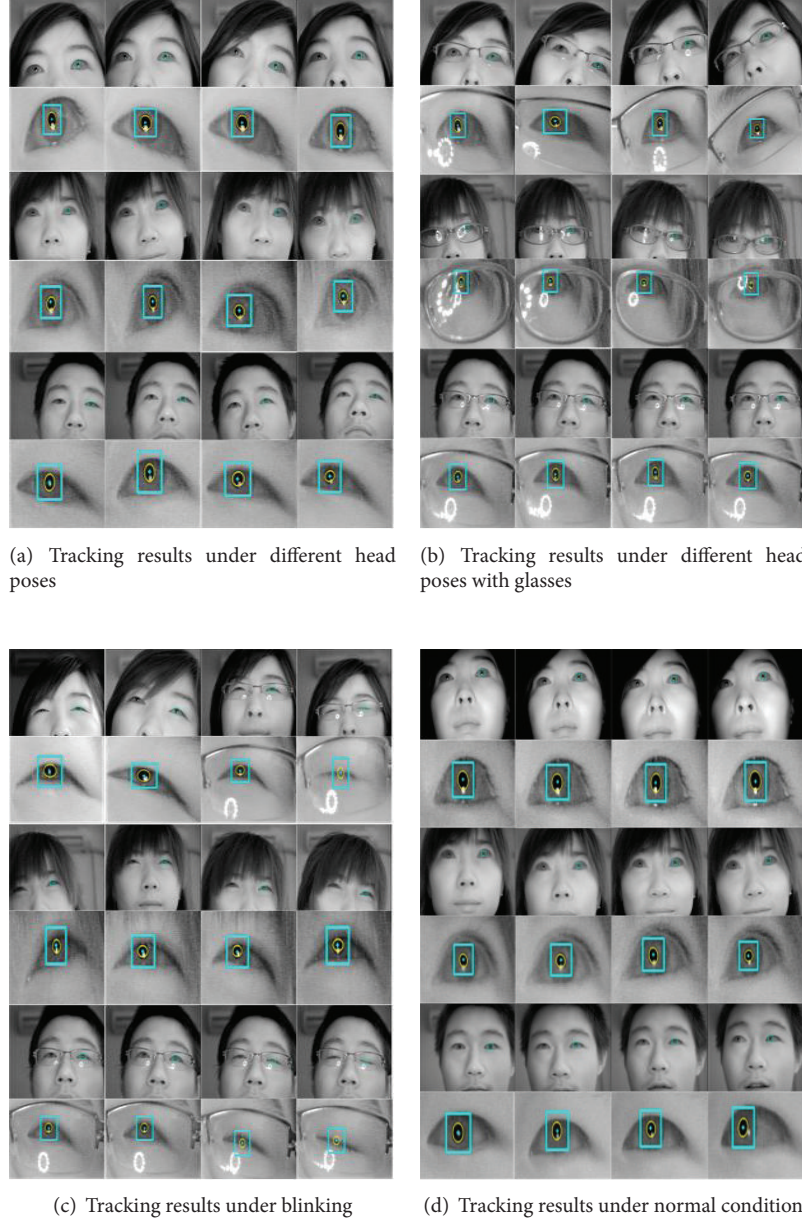 (a) Tracking results under different head
poses
(b) Tracking results under different head
poses with glasses
(c) Tracking results under blinking
(d) Tracking results under normal condition